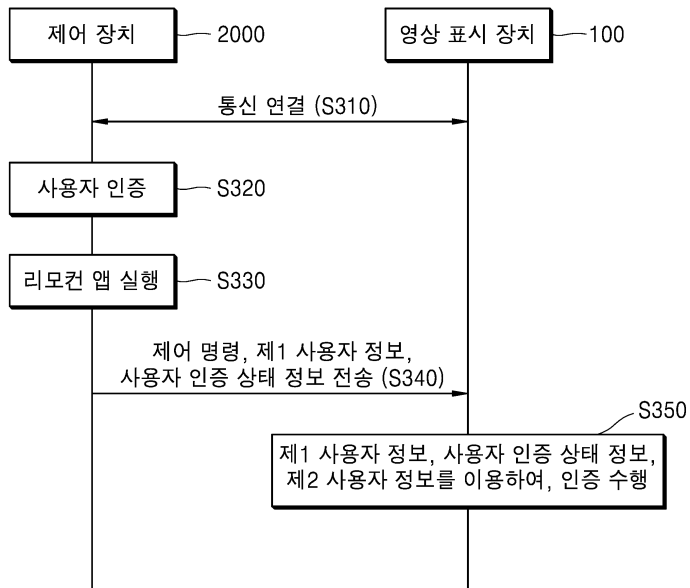 제어 장치 2000
영상 표시 장치 100
통신 연결 (S310)
사용자 인증 S320
리모컨 앱 실행 S330
제어 명령, 제1 사용자 정보,
사용자 인증 상태 정보 전송 (S340)
S350
제1 사용자 정보, 사용자 인증 상태 정보,
제2 사용자 정보를 이용하여, 인증 수행